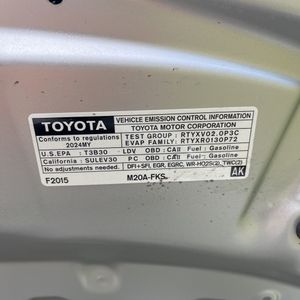 TOYOTA VEHICLE EMISSION CONTROL INFORMATION
TOYOTA MOTOR CORPORATION
Conforms to regulations TEST GROUP : RTYXV02.0P3C
2024MY EVAP FAMILY: RTYXR0130P72
U.S.EPA : T3B30 LDV OBD : CAII Fuel : Gasoline
California : SULEV30 PC OBD : CAII Fuel : Gasoline
No adjustments needed. DFI+SFI, EGR, EGRC, WR-HO2S(2), TWC(2)
F2015 M20A-FKS AK